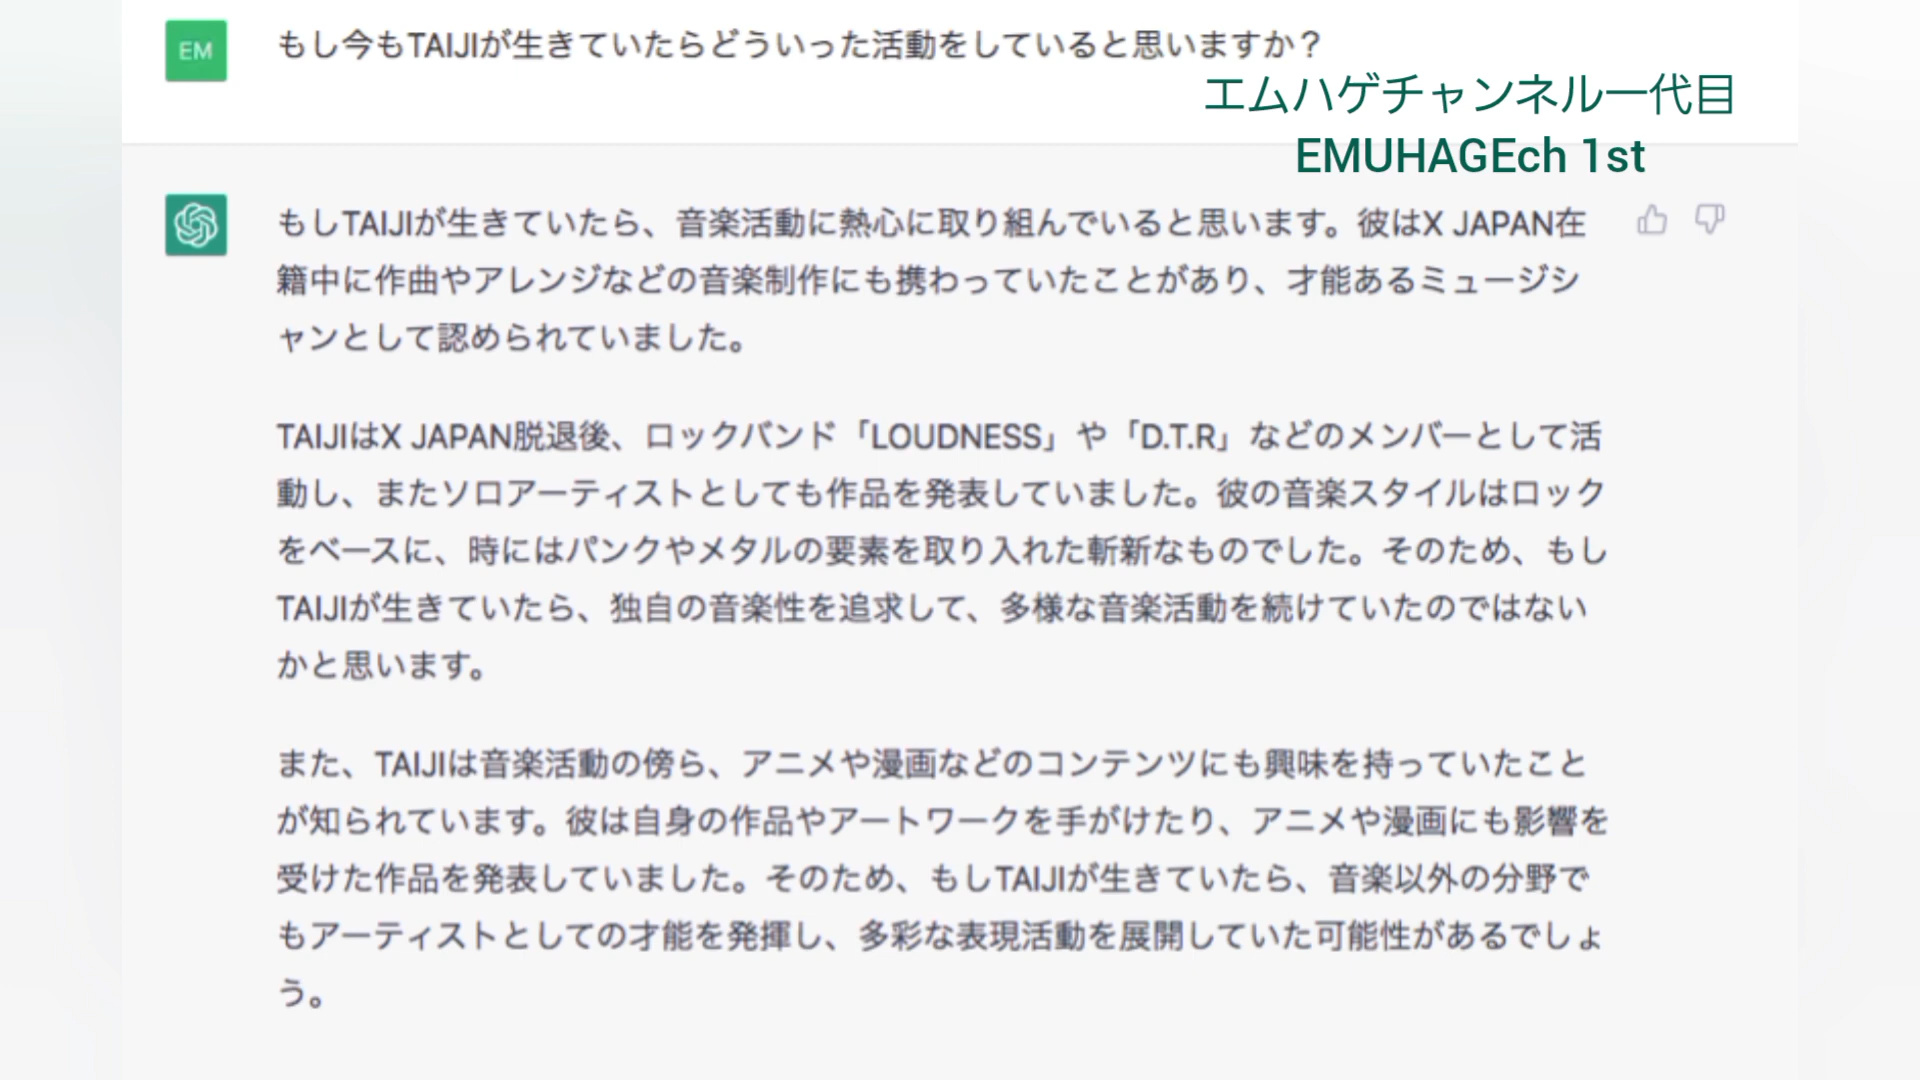 EM
もし今もTAIJIが生きていたらどういった活動をしていると思いますか？
エムハゲチャンネル一代目
EMUHAGEch 1st
もしTAIJIが生きていたら、音楽活動に熱心に取り組んでいると思います。彼はX JAPAN在
籍中に作曲やアレンジなどの音楽制作にも携わっていたことがあり、才能あるミュージシ
ャンとして認められていました。
TAIJIはX JAPAN脱退後、ロックバンド「LOUDNESS」や「D.T.R」などのメンバーとして活
動し、またソロアーティストとしても作品を発表していました。彼の音楽スタイルはロック
をベースに、時にはパンクやメタルの要素を取り入れた斬新なものでした。そのため、もし
TAIJIが生きていたら、独自の音楽性を追求して、多様な音楽活動を続けていたのではない
かと思います。
また、TAIJIは音楽活動の傍ら、アニメや漫画などのコンテンツにも興味を持っていたこと
が知られています。彼は自身の作品やアートワークを手がけたり、アニメや漫画にも影響を
受けた作品を発表していました。そのため、もしTAIJIが生きていたら、音楽以外の分野で
もアーティストとしての才能を発揮し、多彩な表現活動を展開していた可能性があるでしょ
う。